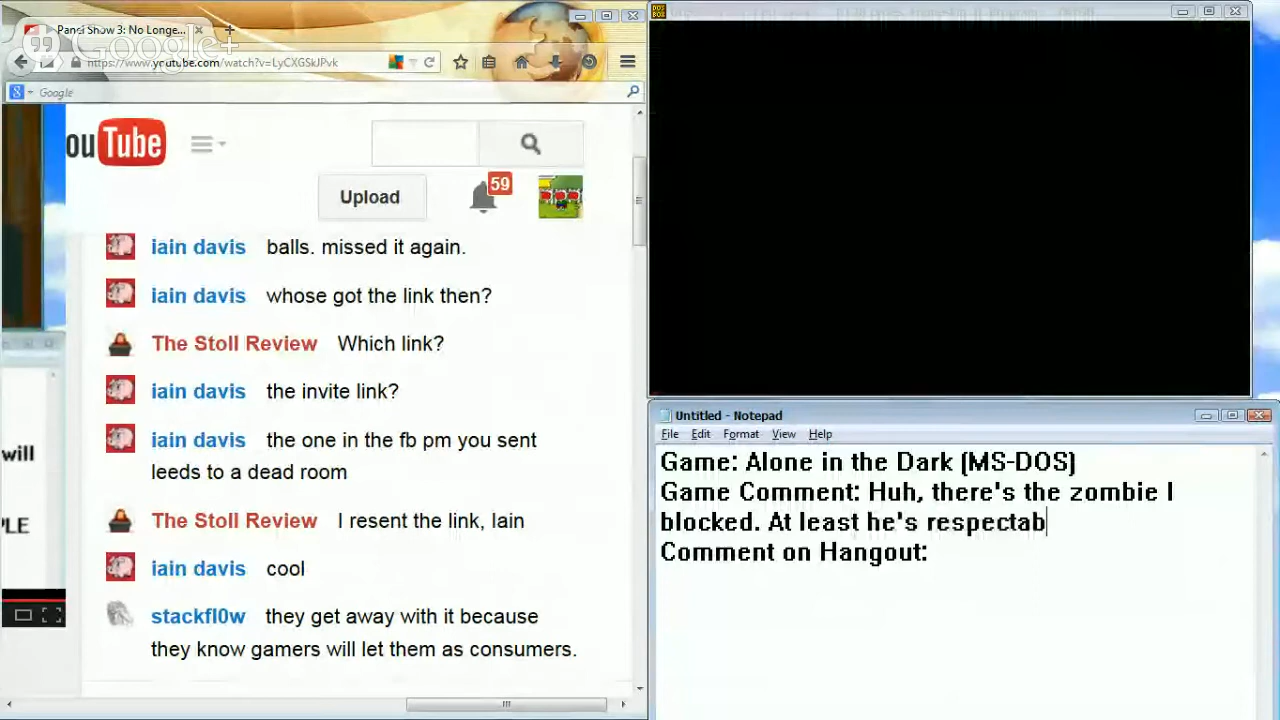 Panel Show 3: No Longe...
Google+
https://www.youtube.com/watch?v=LyCXGSkJPvk
Google
ouTube
Upload
59
iain davis balls. missed it again.
iain davis whose got the link then?
The Stoll Review Which link?
iain davis the invite link?
iain davis the one in the fb pm you sent
leeds to a dead room
The Stoll Review I resent the link, Iain
iain davis cool
stackfl0w they get away with it because
they know gamers will let them as consumers.
will
PLE
Untitled - Notepad
File Edit Format View Help
Game: Alone in the Dark (MS-DOS)
Game Comment: Huh, there's the zombie I
blocked. At least he's respectab
Comment on Hangout: